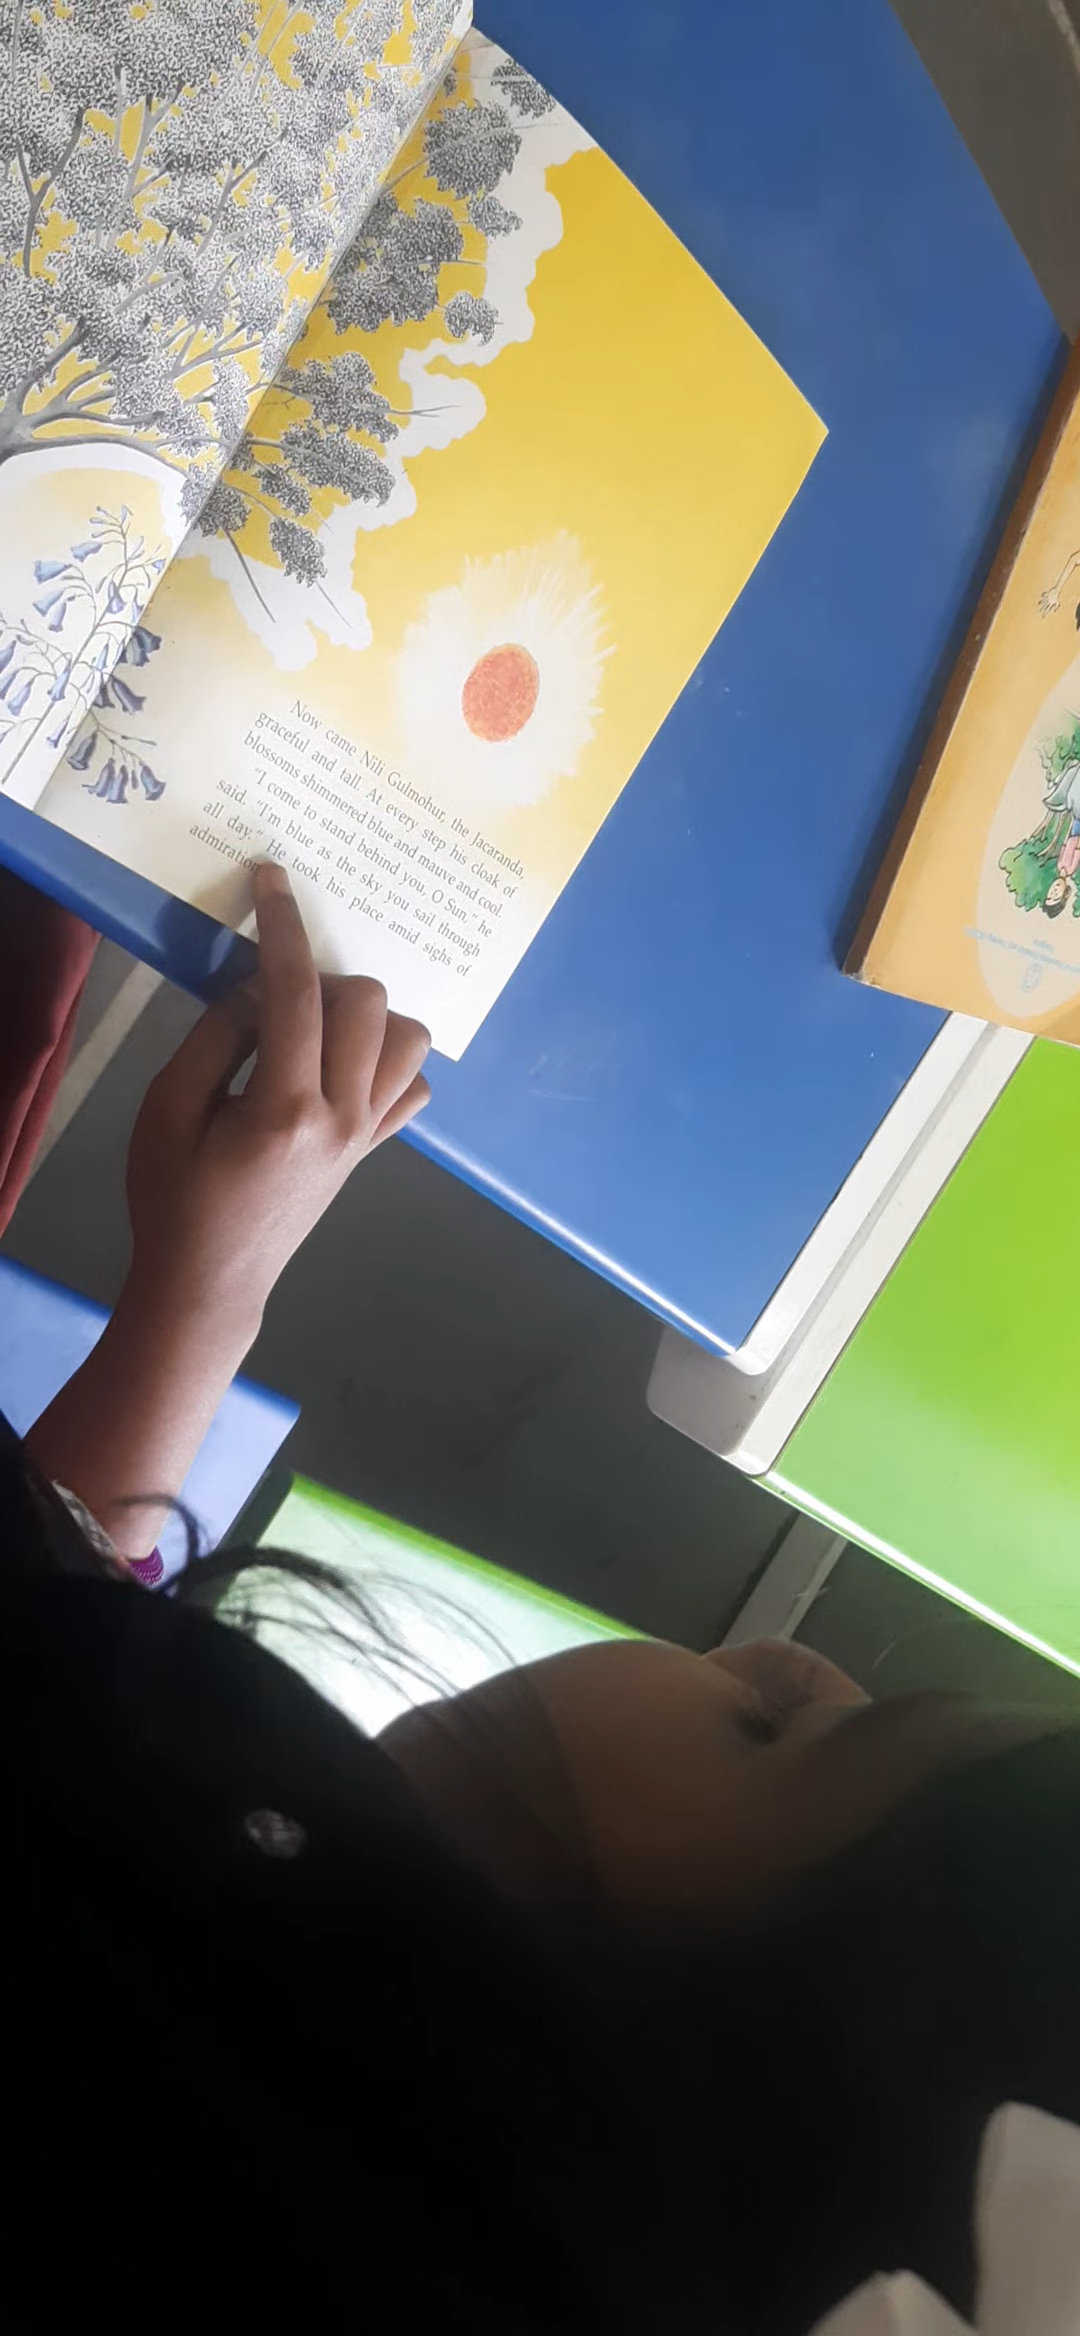 Now came Nili Gulmohur, the Jacaranda,
graceful and tall. At every step his cloak of
blossoms shimmered blue and mauve and cool.
"I come to stand behind you, O Sun," he
said. "I'm blue as the sky you sail through
all day." He took his place amid sighs of
admiration